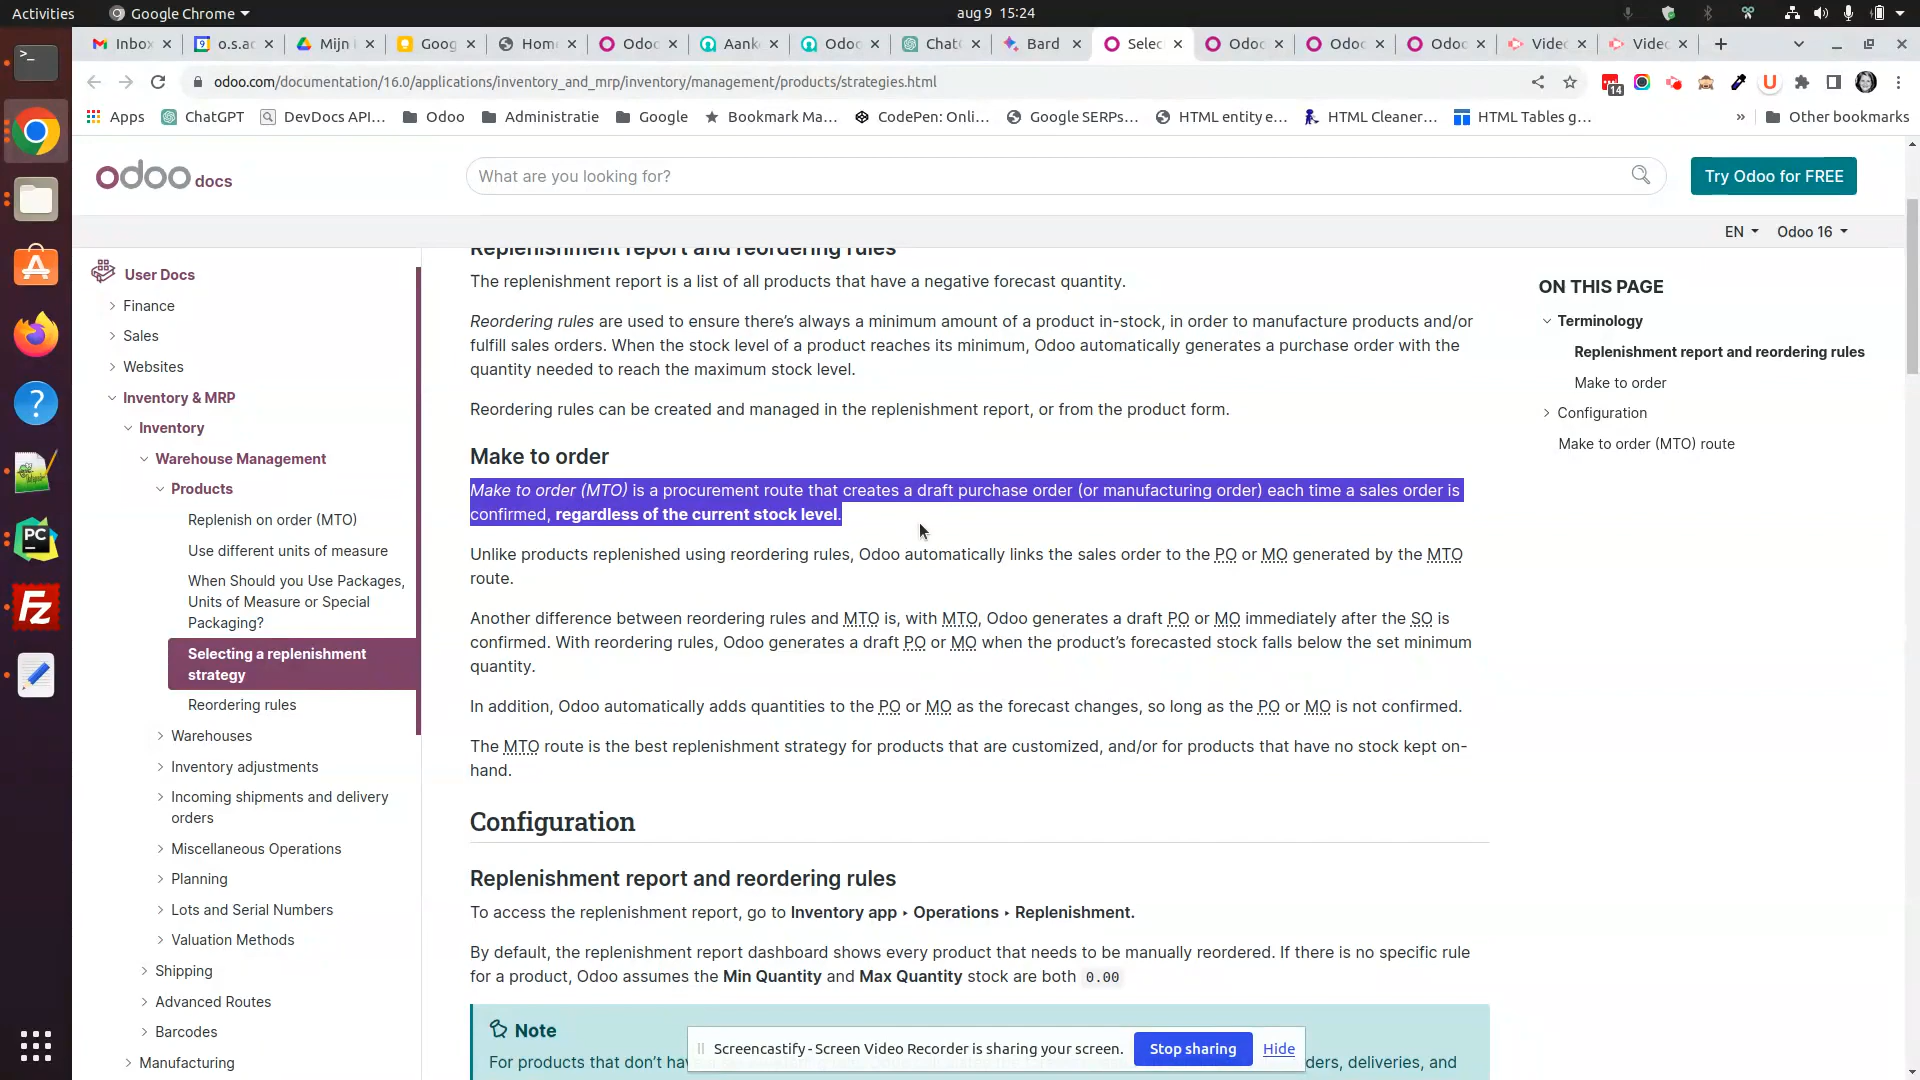 Activities
Google Chrome
aug 9 15:24
Inbox
o.s.ac
Mijn
Goog
Hom
Odoo
Aank
Odoo
ChatG
Bard
Selec
Odoo
Odoo
Odoo
Video
Video
odoo.com/documentation/16.0/applications/inventory_and_mrp/inventory/management/products/strategies.html
14
Apps
ChatGPT
DevDocs API...
Odoo
Administratie
Google
Bookmark Ma...
CodePen: Onli...
Google SERPs...
HTML entity e...
HTML Cleaner...
HTML Tables g...
»
Other bookmarks
odoo docs
What are you looking for?
Try Odoo for FREE
EN
Odoo 16
User Docs
Finance
Sales
Websites
Inventory & MRP
Inventory
Warehouse Management
Products
Replenish on order (MTO)
Use different units of measure
When Should you Use Packages,
Units of Measure or Special
Packaging?
Selecting a replenishment
strategy
Reordering rules
Warehouses
Inventory adjustments
Incoming shipments and delivery
orders
Miscellaneous Operations
Planning
Lots and Serial Numbers
Valuation Methods
Shipping
Advanced Routes
Barcodes
Manufacturing
Replenishment report and reordering rules
The replenishment report is a list of all products that have a negative forecast quantity.
Reordering rules are used to ensure there's always a minimum amount of a product in-stock, in order to manufacture products and/or
fulfill sales orders. When the stock level of a product reaches its minimum, Odoo automatically generates a purchase order with the
quantity needed to reach the maximum stock level.
Reordering rules can be created and managed in the replenishment report, or from the product form.
Make to order
Make to order (MTO) is a procurement route that creates a draft purchase order (or manufacturing order) each time a sales order is
confirmed, regardless of the current stock level.
Unlike products replenished using reordering rules, Odoo automatically links the sales order to the PO or MO generated by the MTO
route.
Another difference between reordering rules and MTO is, with MTO, Odoo generates a draft PO or MO immediately after the SO is
confirmed. With reordering rules, Odoo generates a draft PO or MO when the product's forecasted stock falls below the set minimum
quantity.
In addition, Odoo automatically adds quantities to the PO or MO as the forecast changes, so long as the PO or MO is not confirmed.
The MTO route is the best replenishment strategy for products that are customized, and/or for products that have no stock kept on-
hand.
Configuration
Replenishment report and reordering rules
To access the replenishment report, go to Inventory app ‣ Operations ‣ Replenishment.
By default, the replenishment report dashboard shows every product that needs to be manually reordered. If there is no specific rule
for a product, Odoo assumes the Min Quantity and Max Quantity stock are both 0.00
Note
For products that don't ha
ders, deliveries, and
Screencastify - Screen Video Recorder is sharing your screen.
Stop sharing
Hide
ON THIS PAGE
Terminology
Replenishment report and reordering rules
Make to order
Configuration
Make to order (MTO) route